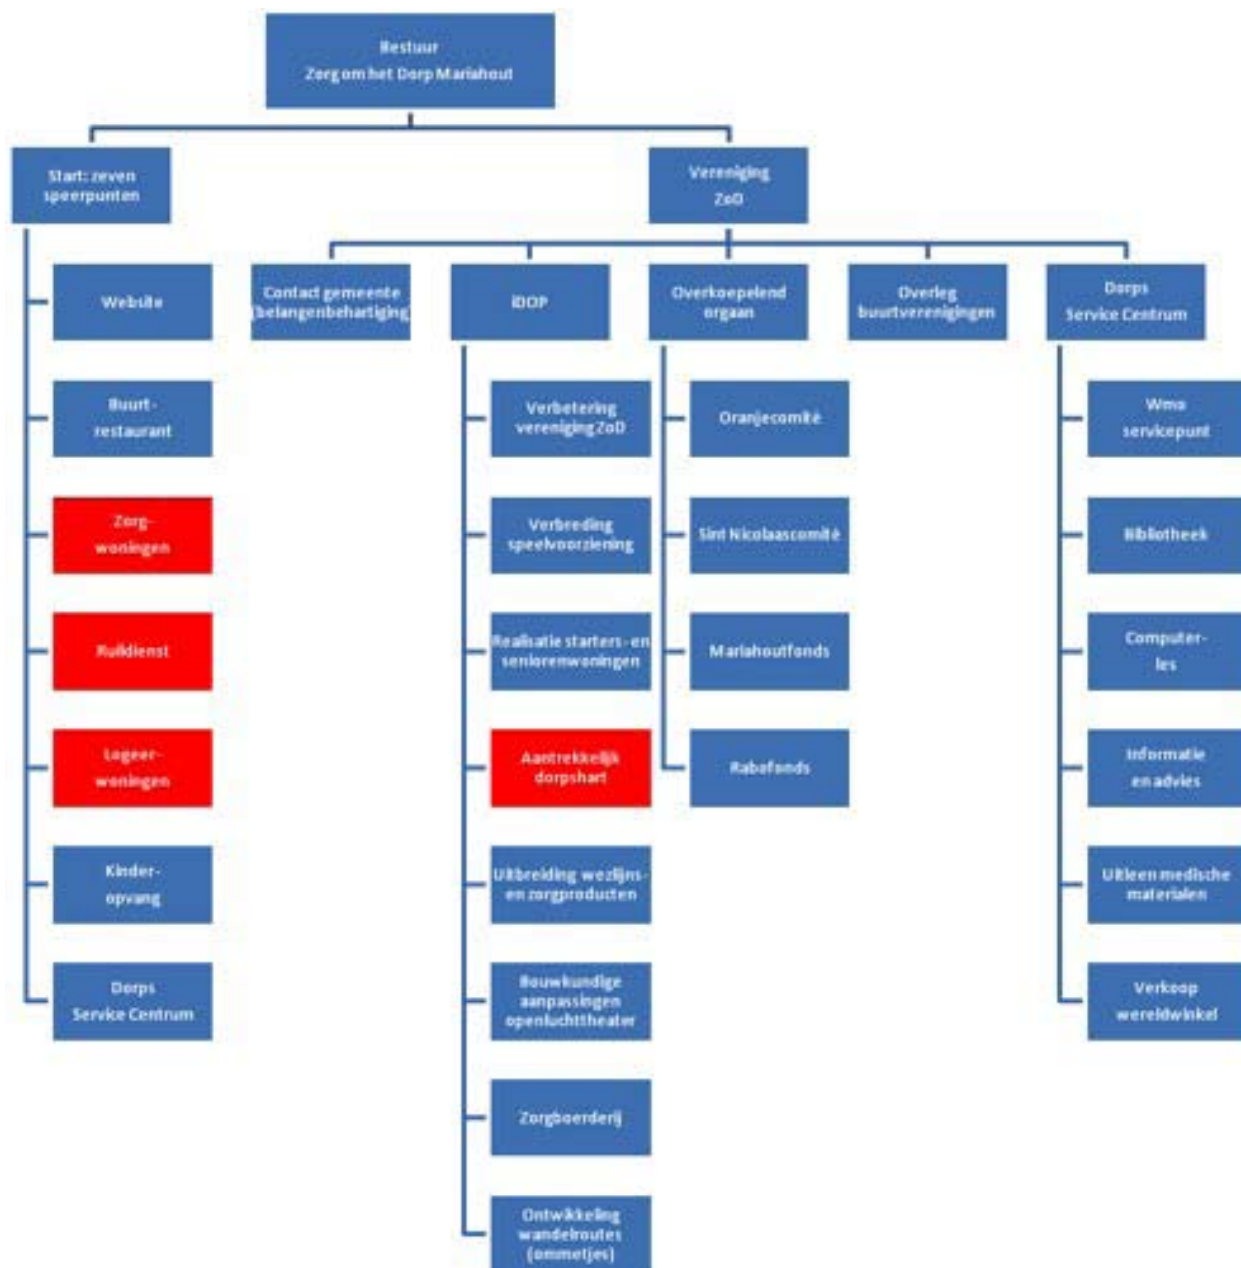 Bestuur
Zorg om het Dorp Mariahout
Start: zeven
speerpunten
Vereniging
ZoD
Website
Buurt-
restaurant
Zorg-
woningen
Ruildienst
Logeer-
woningen
Kinder-
opvang
Dorps
Service Centrum
Contact gemeente
(belangenbehartiging)
iDOP
Verbetering
vereniging ZoD
Verbreding
speelvoorziening
Realisatie starters- en
seniorenwoningen
Aantrekkelijk
dorpshart
Uitbreiding welzijns-
en zorgproducten
Bouwkundige
aanpassingen
openluchttheater
Zorgboerderij
Ontwikkeling
wandelroutes
(ommetjes)
Overkoepelend
orgaan
Oranjecomité
Sint Nicolaascomité
Mariahoutfonds
Rabofonds
Overleg
buurtverenigingen
Dorps
Service Centrum
Wmo
servicepunt
Bibliotheek
Computer-
les
Informatie
en advies
Uitleen medische
materialen
Verkoop
wereldwinkel